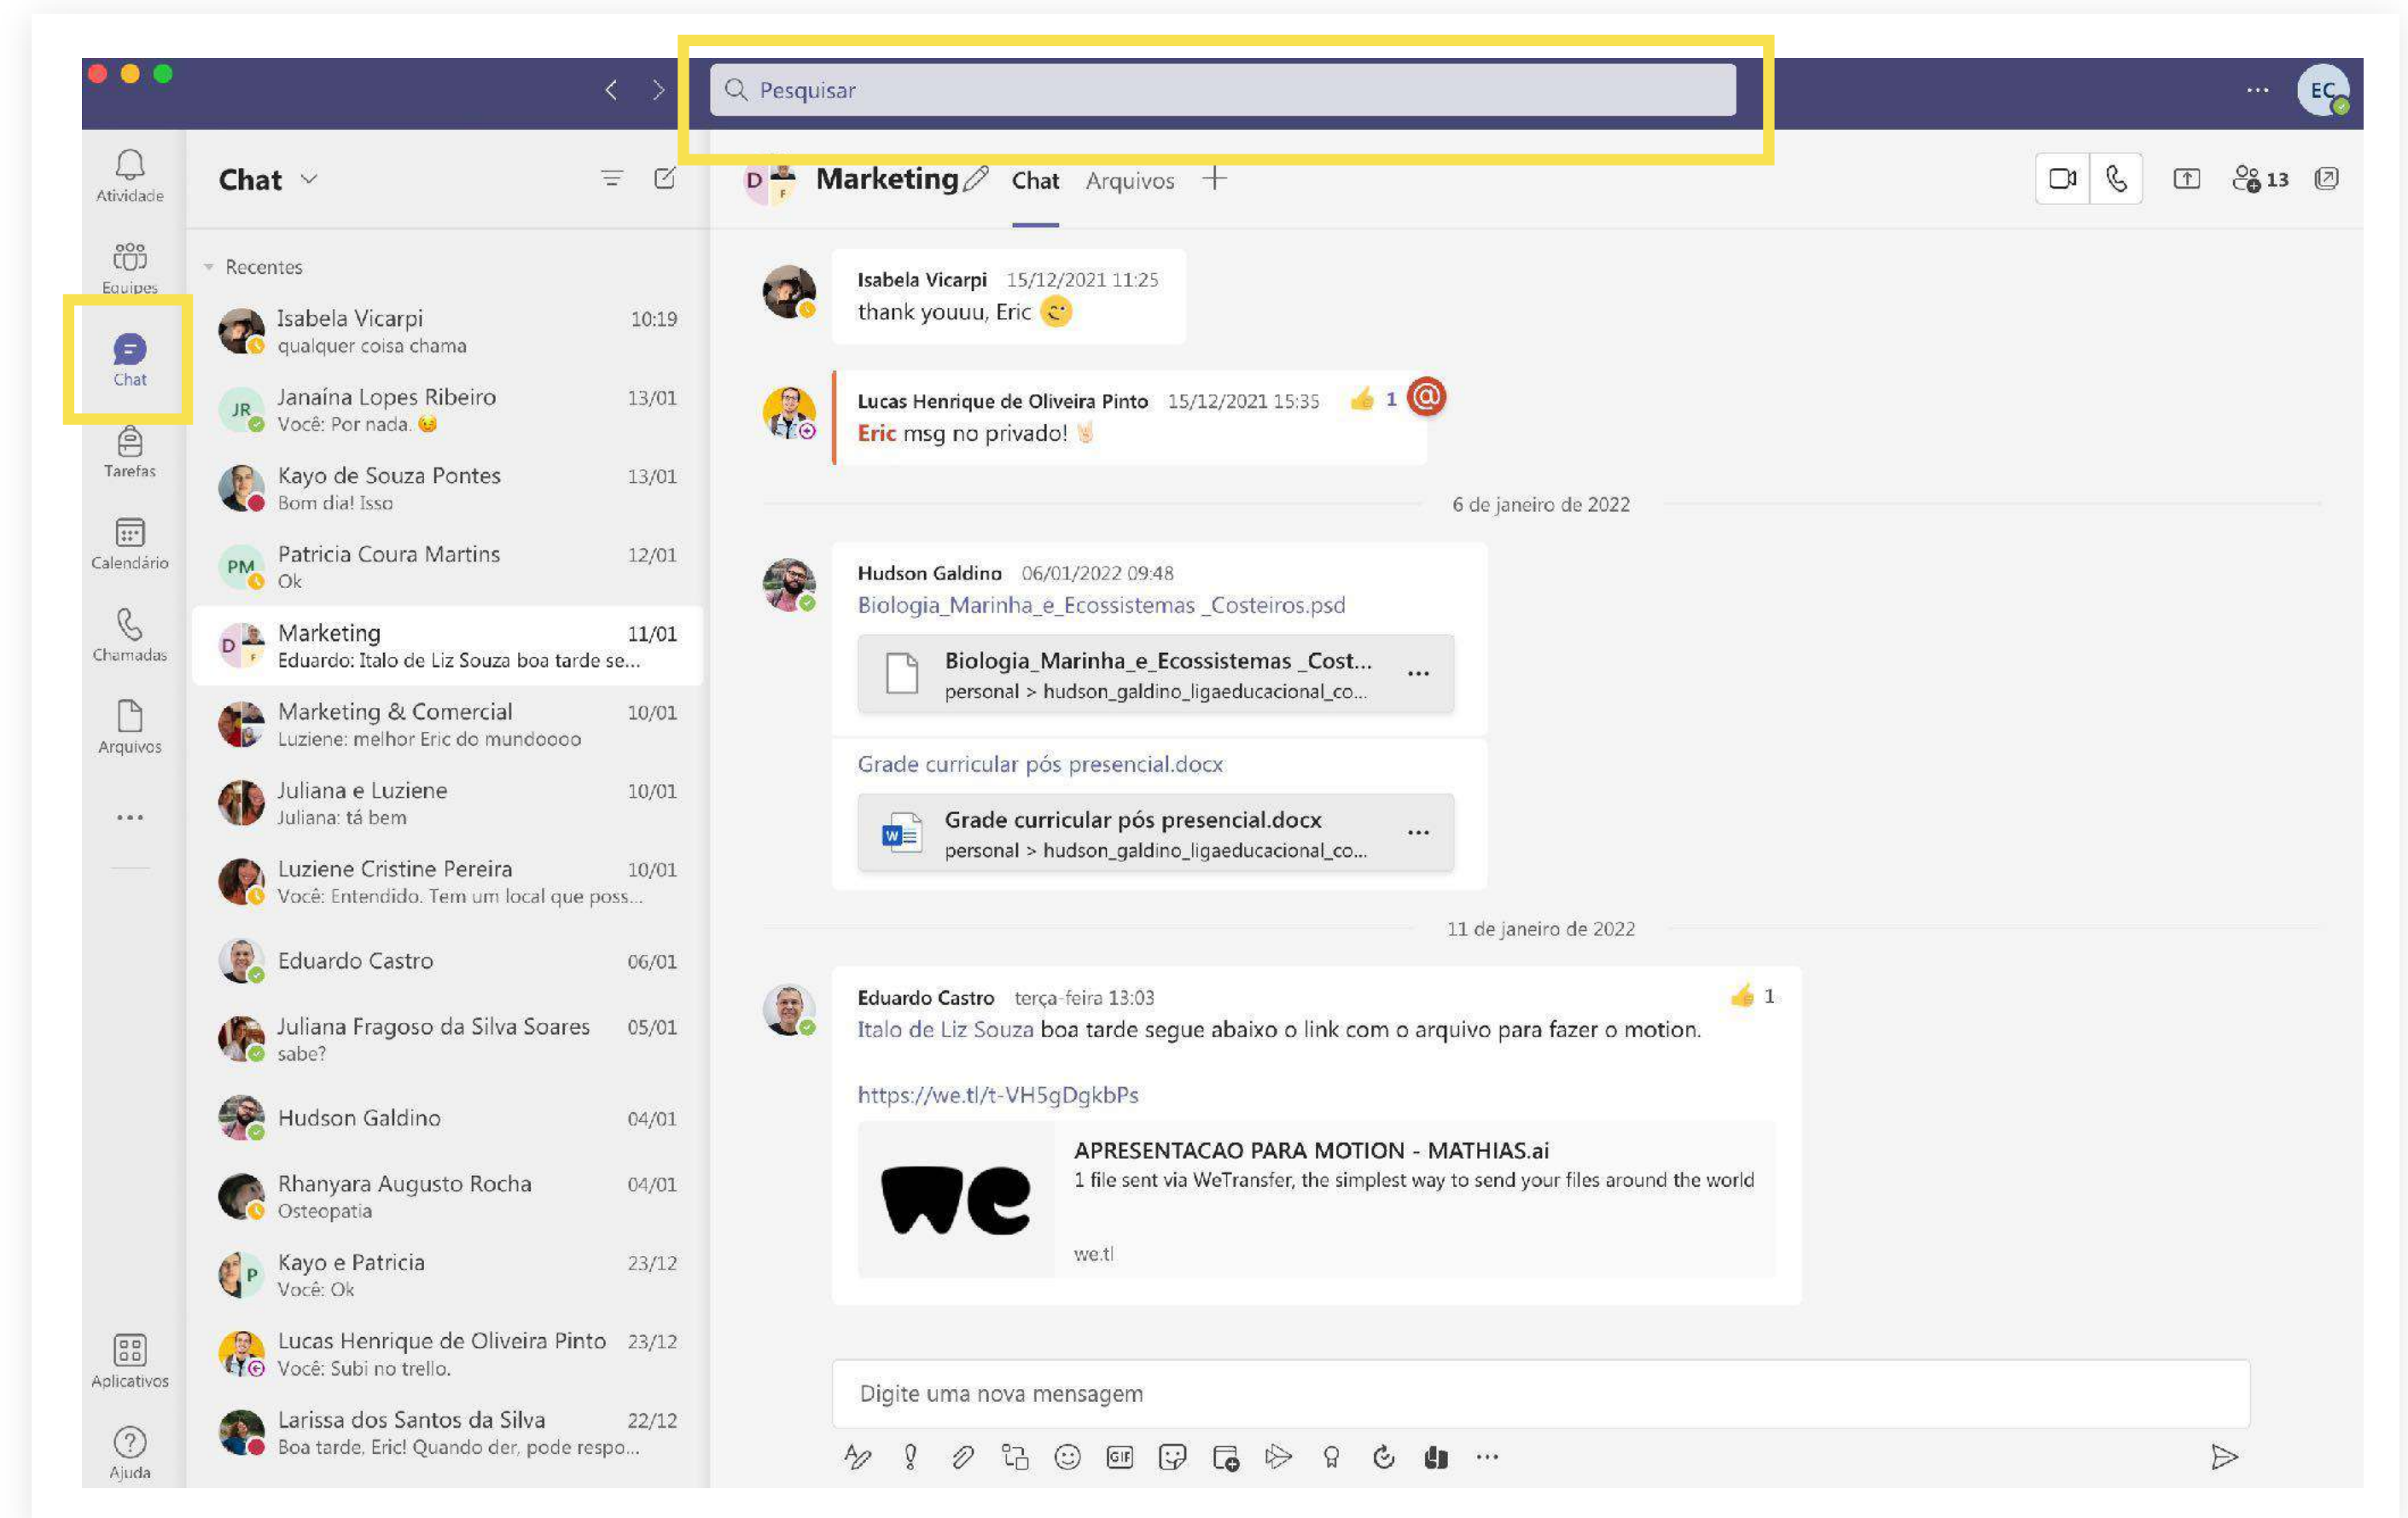 Pesquisar
EC
Atividade
Equipes
Chat
Tarefas
Calendário
Chamadas
Arquivos
Aplicativos
Ajuda
Chat
Recentes
Isabela Vicarpi 10:19
qualquer coisa chama
JR
Janaína Lopes Ribeiro 13/01
Você: Por nada. 😉
Kayo de Souza Pontes 13/01
Bom dia! Isso
PM
Patricia Coura Martins 12/01
Ok
D F
Marketing 11/01
Eduardo: Italo de Liz Souza boa tarde se...
Marketing & Comercial 10/01
Luziene: melhor Eric do mundoooo
Juliana e Luziene 10/01
Juliana: tá bem
Luziene Cristine Pereira 10/01
Você: Entendido. Tem um local que poss...
Eduardo Castro 06/01
Juliana Fragoso da Silva Soares 05/01
sabe?
Hudson Galdino 04/01
Rhanyara Augusto Rocha 04/01
Osteopatia
P
Kayo e Patricia 23/12
Você: Ok
Lucas Henrique de Oliveira Pinto 23/12
Você: Subi no trello.
Larissa dos Santos da Silva 22/12
Boa tarde, Eric! Quando der, pode respo...
D F
Marketing Chat Arquivos 13
Isabela Vicarpi 15/12/2021 11:25
thank youuu, Eric 😉
Lucas Henrique de Oliveira Pinto 15/12/2021 15:35 👍 1 @
Eric msg no privado! 🤘
6 de janeiro de 2022
Hudson Galdino 06/01/2022 09:48
Biologia_Marinha_e_Ecossistemas _Costeiros.psd
Biologia_Marinha_e_Ecossistemas _Cost...
personal > hudson_galdino_ligaeducacional_co...
Grade curricular pós presencial.docx
W
Grade curricular pós presencial.docx
personal > hudson_galdino_ligaeducacional_co...
11 de janeiro de 2022
Eduardo Castro terça-feira 13:03 👍 1
Italo de Liz Souza boa tarde segue abaixo o link com o arquivo para fazer o motion.
https://we.tl/t-VH5gDgkbPs
we
APRESENTACAO PARA MOTION - MATHIAS.ai
1 file sent via WeTransfer, the simplest way to send your files around the world
we.tl
Digite uma nova mensagem
GIF